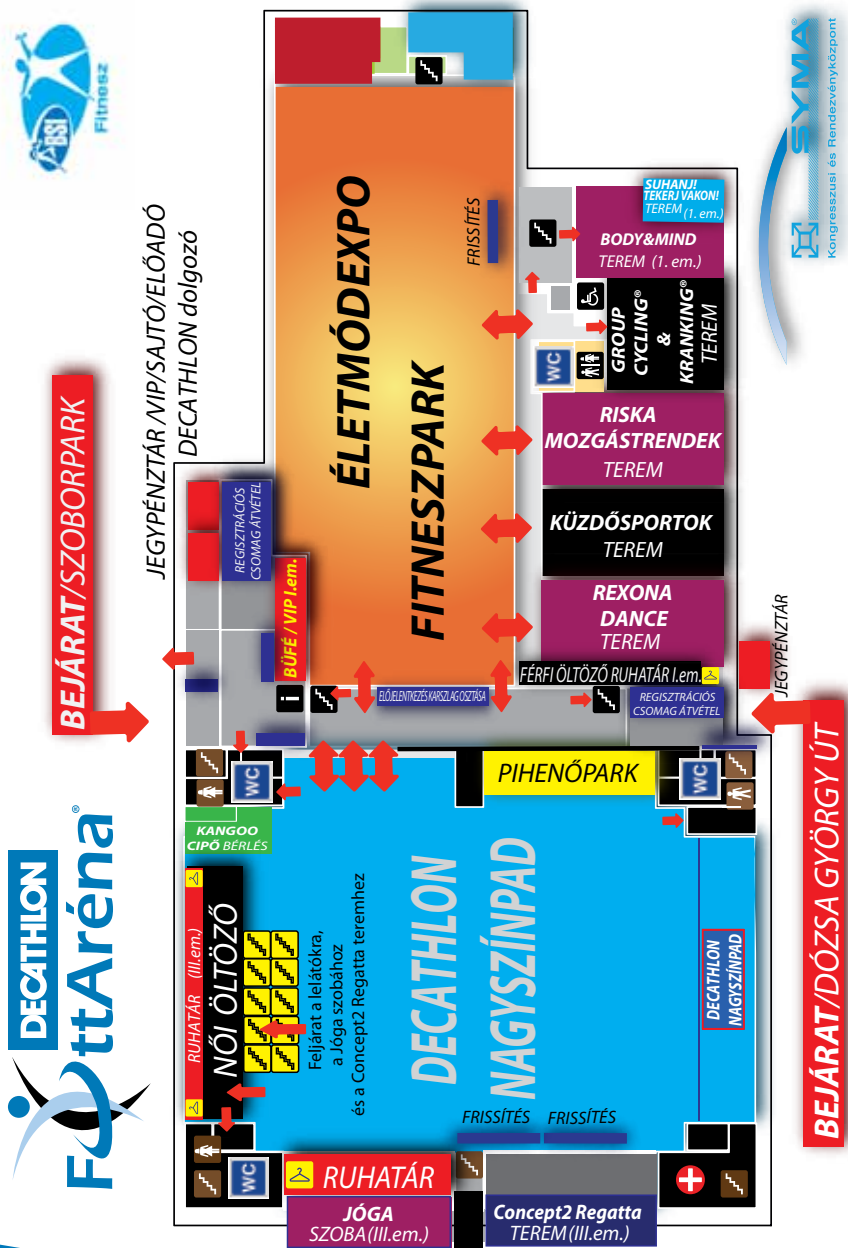 BSI
Fitnesz
SYMA®
Kongresszusi és Rendezvényközpont
DECATHLON
FittAréna®
BEJÁRAT/SZOBORPARK
JEGYPÉNZTÁR /VIP/SAJTÓ/ELŐADÓ
DECATHLON dolgozó
ÉLETMÓDEXPO
FITNESZPARK
FRISSÍTÉS
SUHANJ!
TEKERJ VAKON!
TEREM (1. em.)
BODY&MIND
TEREM (1. em.)
GROUP
CYCLING®
&
KRANKING®
TEREM
WC
RISKA
MOZGÁSTRENDEK
TEREM
KÜZDŐSPORTOK
TEREM
REXONA
DANCE
TEREM
FÉRFI ÖLTÖZŐ RUHATÁR I.em.
REGISZTRÁCIÓS
CSOMAG ÁTVÉTEL
JEGYPÉNZTÁR
REGISZTRÁCIÓS
CSOMAG ÁTVÉTEL
BÜFÉ / VIP I.em.
i
ELŐJELENTKEZÉS KARSZLAG OSZTÁSA
WC
WC
PIHENŐPARK
KANGOO
CIPŐ BÉRLÉS
RUHATÁR (III.em.)
NŐI ÖLTÖZŐ
Feljárat a lelátókra,
a Jóga szobához
és a Concept2 Regatta teremhez
DECATHLON
NAGYSZÍNPAD
DECATHLON
NAGYSZÍNPAD
FRISSÍTÉS
FRISSÍTÉS
WC
RUHATÁR
JÓGA
SZOBA(III.em.)
Concept2 Regatta
TEREM(III.em.)
BEJÁRAT/DÓZSA GYÖRGY ÚT